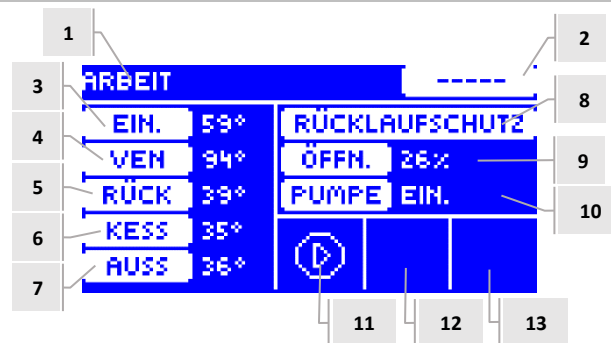 1
2
ARBEIT -----
3 EIN. 59° RÜCKLAUFSCHUTZ 8
4 VEN 94° ÖFFN. 26% 9
5 RÜCK 39° PUMPE EIN. 10
6 KESS 35°
7 AUSS 36°
11 12 13